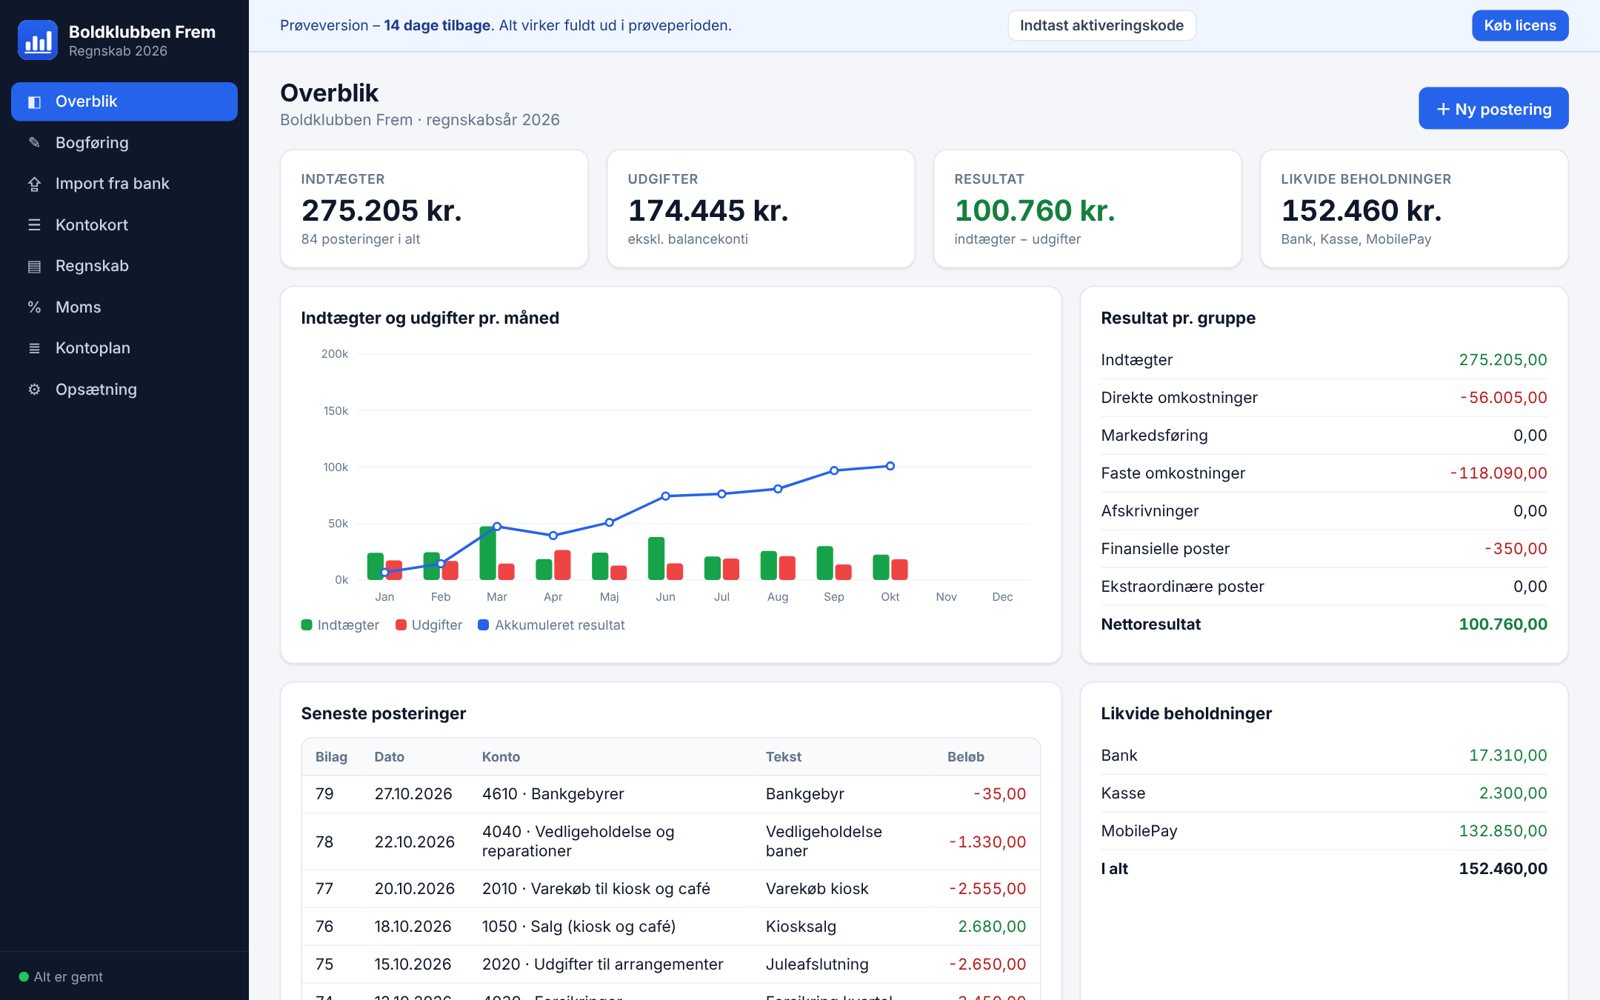 Boldklubben Frem
Regnskab 2026
Overblik
Bogføring
Import fra bank
Kontokort
Regnskab
% Moms
Kontoplan
Opsætning
Alt er gemt
Prøveversion – 14 dage tilbage. Alt virker fuldt ud i prøveperioden.
Indtast aktiveringskode
Køb licens
Overblik
Boldklubben Frem · regnskabsår 2026
+ Ny postering
INDTÆGTER
275.205 kr.
84 posteringer i alt
UDGIFTER
174.445 kr.
ekskl. balancekonti
RESULTAT
100.760 kr.
indtægter – udgifter
LIKVIDE BEHOLDNINGER
152.460 kr.
Bank, Kasse, MobilePay
Indtægter og udgifter pr. måned
200k
150k
100k
50k
0k
Jan Feb Mar Apr Maj Jun Jul Aug Sep Okt Nov Dec
Indtægter Udgifter Akkumuleret resultat
Resultat pr. gruppe
Indtægter 275.205,00
Direkte omkostninger -56.005,00
Markedsføring 0,00
Faste omkostninger -118.090,00
Afskrivninger 0,00
Finansielle poster -350,00
Ekstraordinære poster 0,00
Nettoresultat 100.760,00
Seneste posteringer
Bilag Dato Konto Tekst Beløb
79 27.10.2026 4610 · Bankgebyrer Bankgebyr -35,00
78 22.10.2026 4040 · Vedligeholdelse og reparationer Vedligeholdelse baner -1.330,00
77 20.10.2026 2010 · Varekøb til kiosk og café Varekøb kiosk -2.555,00
76 18.10.2026 1050 · Salg (kiosk og café) Kiosksalg 2.680,00
75 15.10.2026 2020 · Udgifter til arrangementer Juleafslutning -2.650,00
Likvide beholdninger
Bank 17.310,00
Kasse 2.300,00
MobilePay 132.850,00
I alt 152.460,00